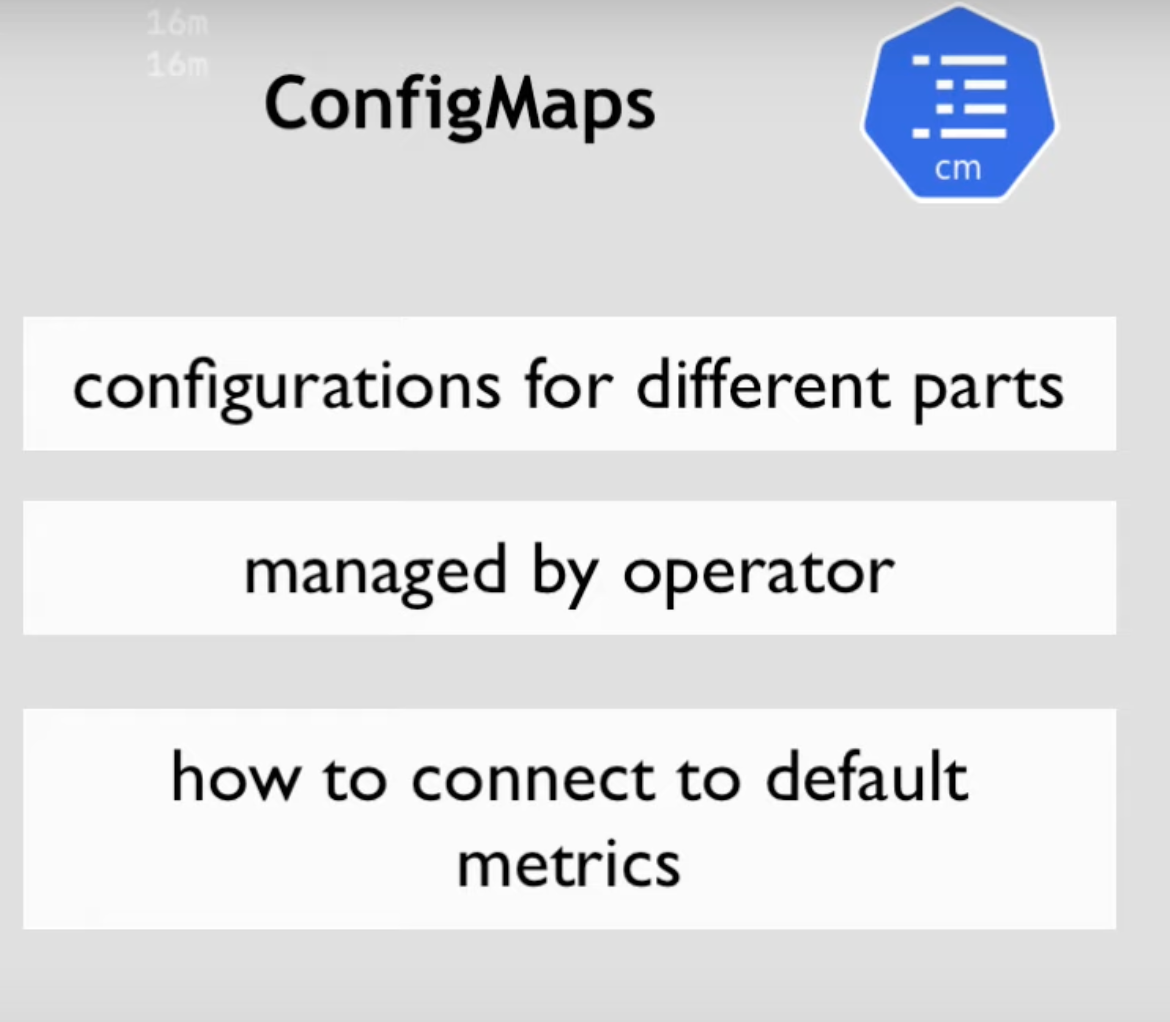 16m
16m
ConfigMaps
cm
configurations for different parts
managed by operator
how to connect to default
metrics